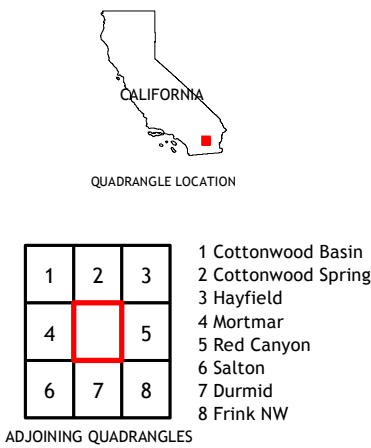 CALIFORNIA
QUADRANGLE LOCATION
1 2 3
4 5
6 7 8
1 Cottonwood Basin
2 Cottonwood Spring
3 Hayfield
4 Mortmar
5 Red Canyon
6 Salton
7 Durmid
8 Frink NW
ADJOINING QUADRANGLES